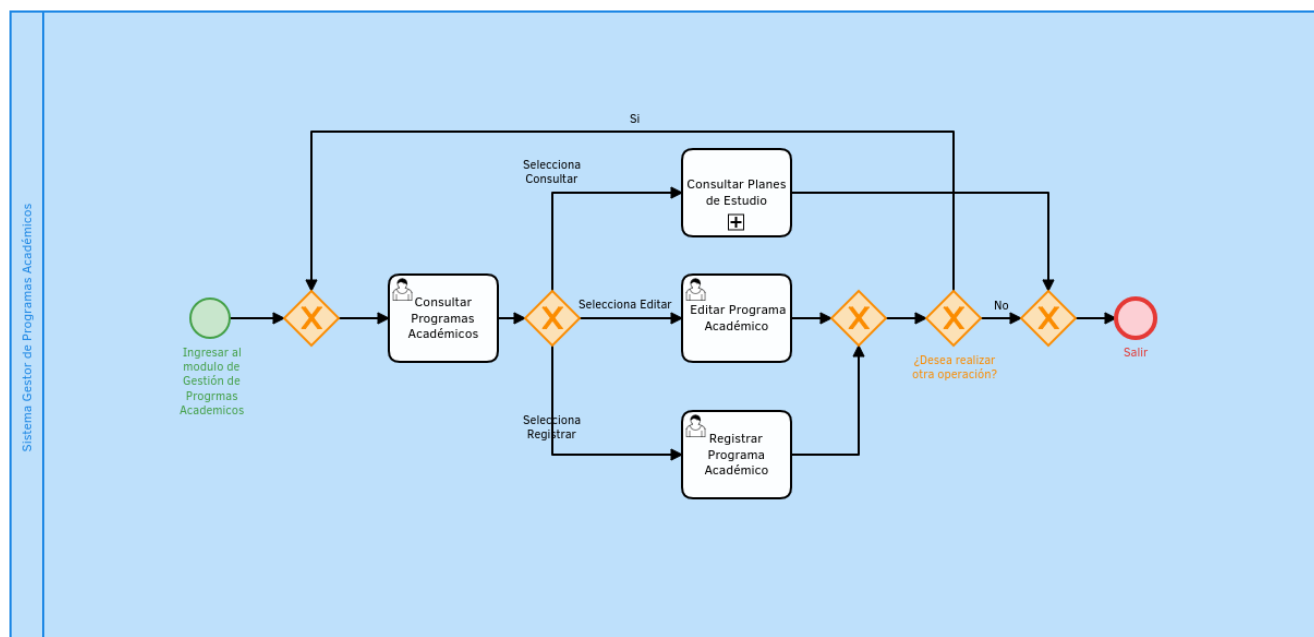 Sistema Gestor de Programas Académicos
Si
Selecciona
Consultar
Consultar Planes
de Estudio
Consultar
Programas
Académicos
Selecciona Editar
Editar Programa
Académico
No
Ingresar al
modulo de
Gestión de
Progrmas
Academicos
¿Desea realizar
otra operación?
Salir
Selecciona
Registrar
Registrar
Programa
Académico